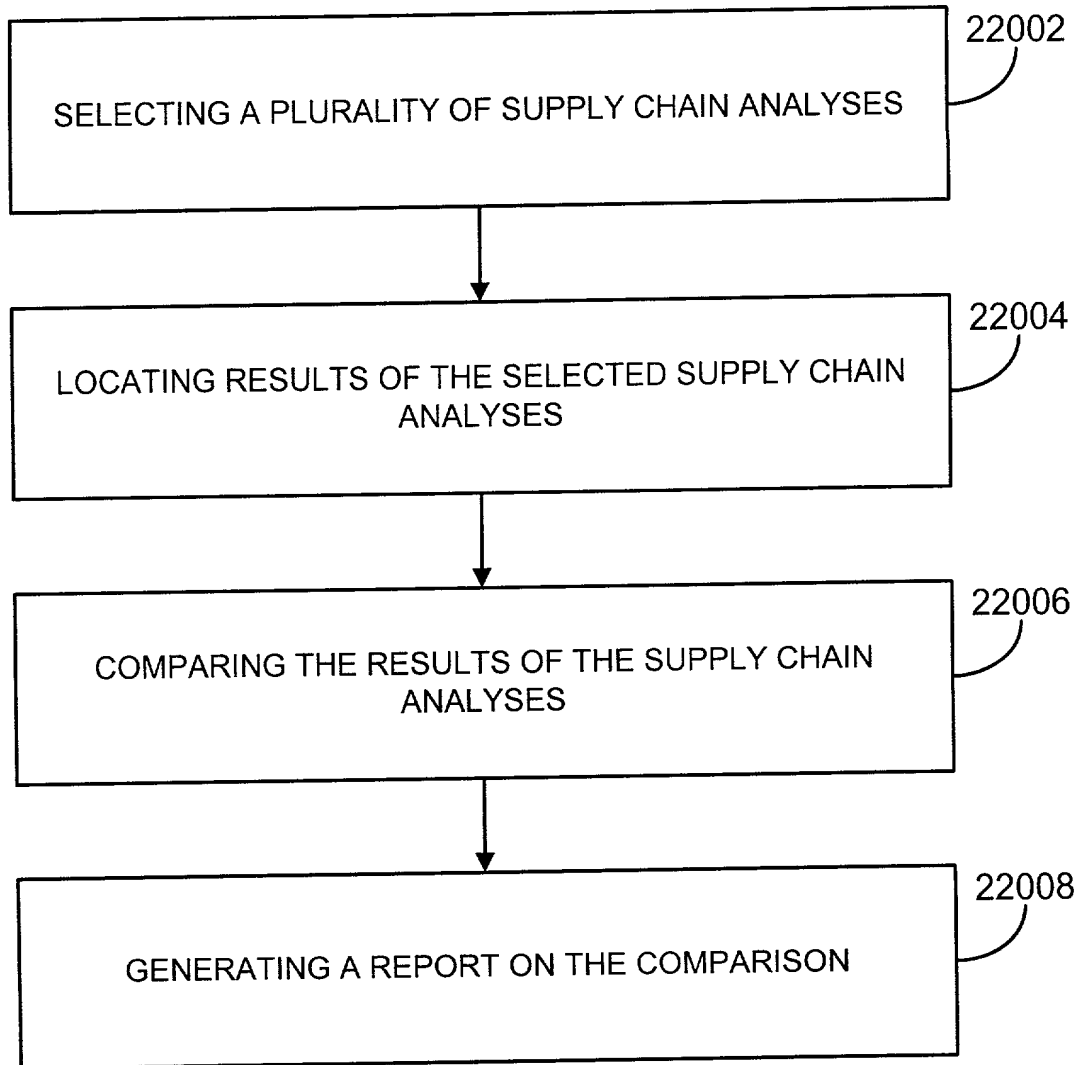 22002
SELECTING A PLURALITY OF SUPPLY CHAIN ANALYSES
22004
LOCATING RESULTS OF THE SELECTED SUPPLY CHAIN
ANALYSES
22006
COMPARING THE RESULTS OF THE SUPPLY CHAIN
ANALYSES
22008
GENERATING A REPORT ON THE COMPARISON